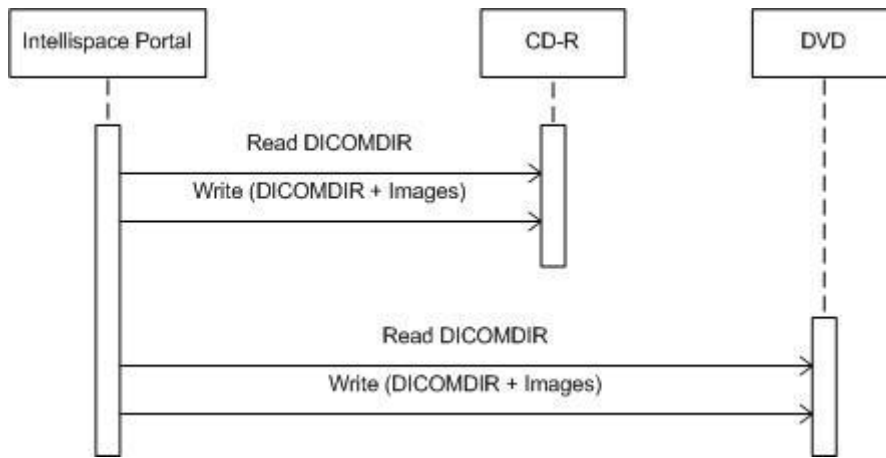 Intellispace Portal
CD-R
DVD
Read DICOMDIR
Write (DICOMDIR + Images)
Read DICOMDIR
Write (DICOMDIR + Images)